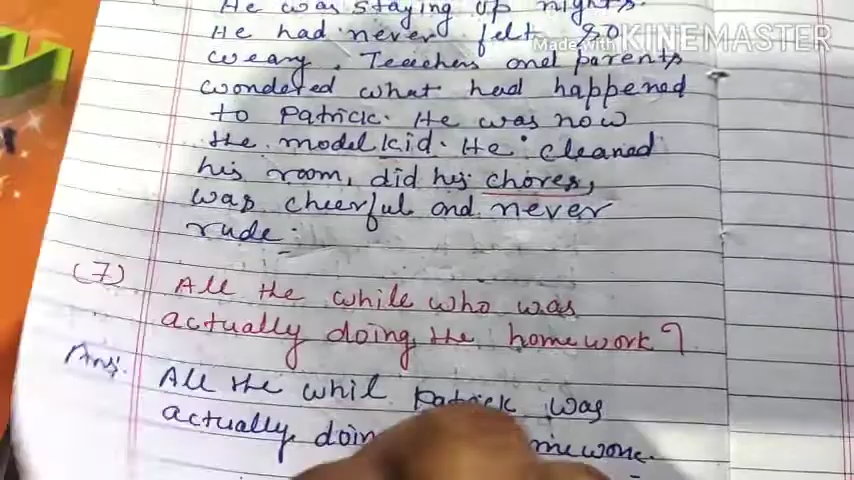 He was staying up nights.
He had never felt so
Made with KINEMASTER
weary. Teachers and parents
wondered what had happened
to Patrick. He was now
the model kid. He cleaned
his room, did his chores,
was cheerful and never
rude.
(7) All the while who was
actually doing the homework?
Ans. All the whil Patrick was
actually